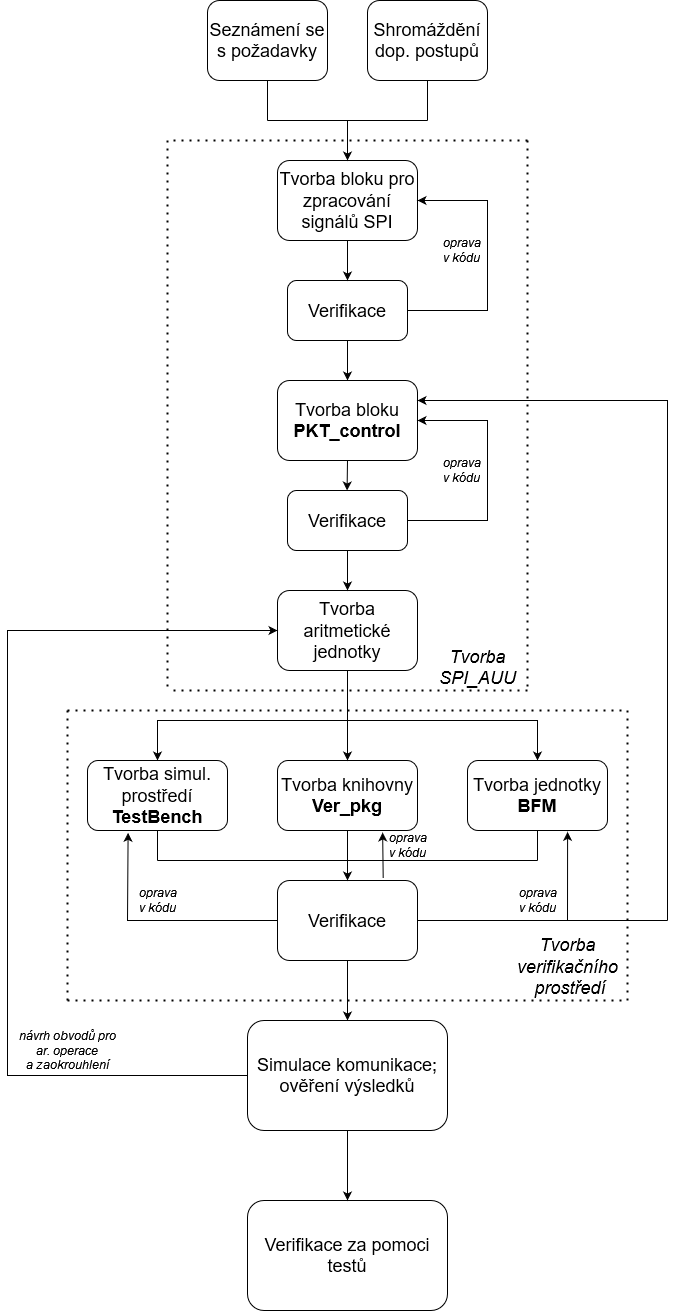 Seznámení se
s požadavky
Shromáždění
dop. postupů
Tvorba bloku pro
zpracování
signálů SPI
oprava
v kódu
Verifikace
Tvorba bloku
PKT_control
oprava
v kódu
Verifikace
Tvorba
aritmetické
jednotky
Tvorba
SPI_AUU
Tvorba simul.
prostředí
TestBench
Tvorba knihovny
Ver_pkg
Tvorba jednotky
BFM
oprava
v kódu
oprava
v kódu
Verifikace
oprava
v kódu
Tvorba
verifikačního
prostředí
návrh obvodů pro
ar. operace
a zaokrouhlení
Simulace komunikace;
ověření výsledků
Verifikace za pomoci
testů